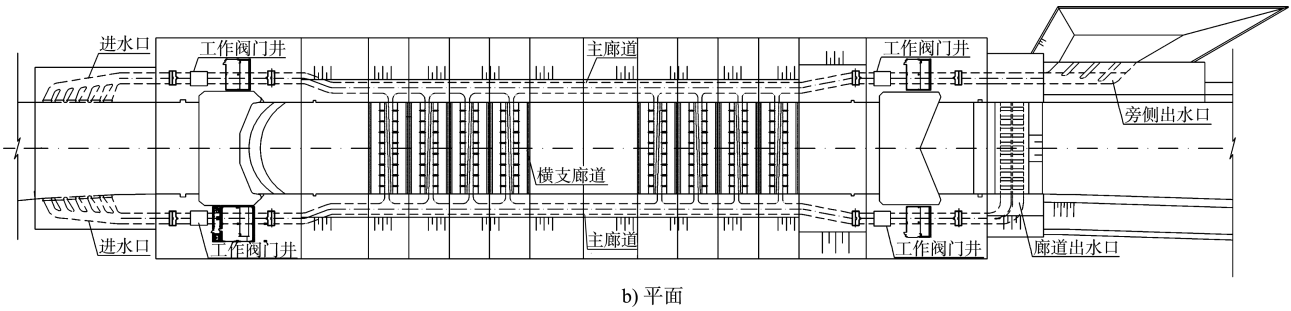 进水口
工作阀门井
主廊道
工作阀门井
旁侧出水口
横支廊道
进水口
工作阀门井
主廊道
工作阀门井
廊道出水口
b) 平面